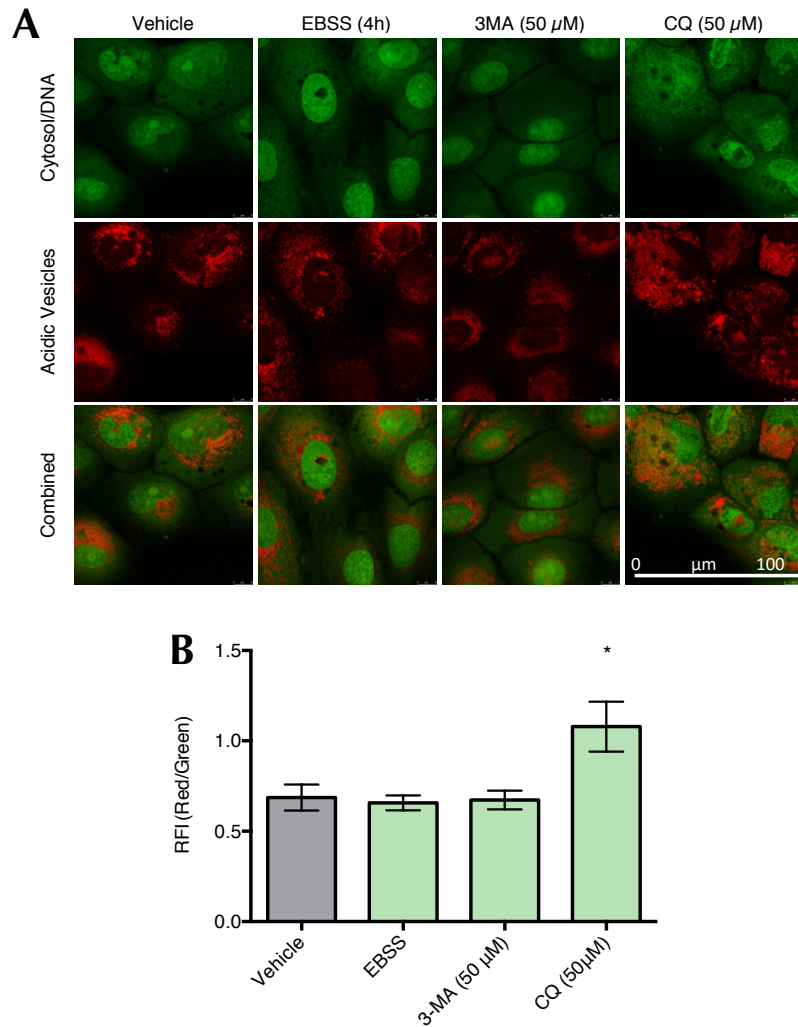 A
Vehicle
EBSS (4h)
3MA (50 µM)
CQ (50 µM)
Cytosol/DNA
Acidic Vesicles
Combined
0 µm 100
B
*
1.5
1.0
0.5
0.0
RFI (Red/Green)
Vehicle
EBSS
3-MA (50 µM)
CQ (50µM)